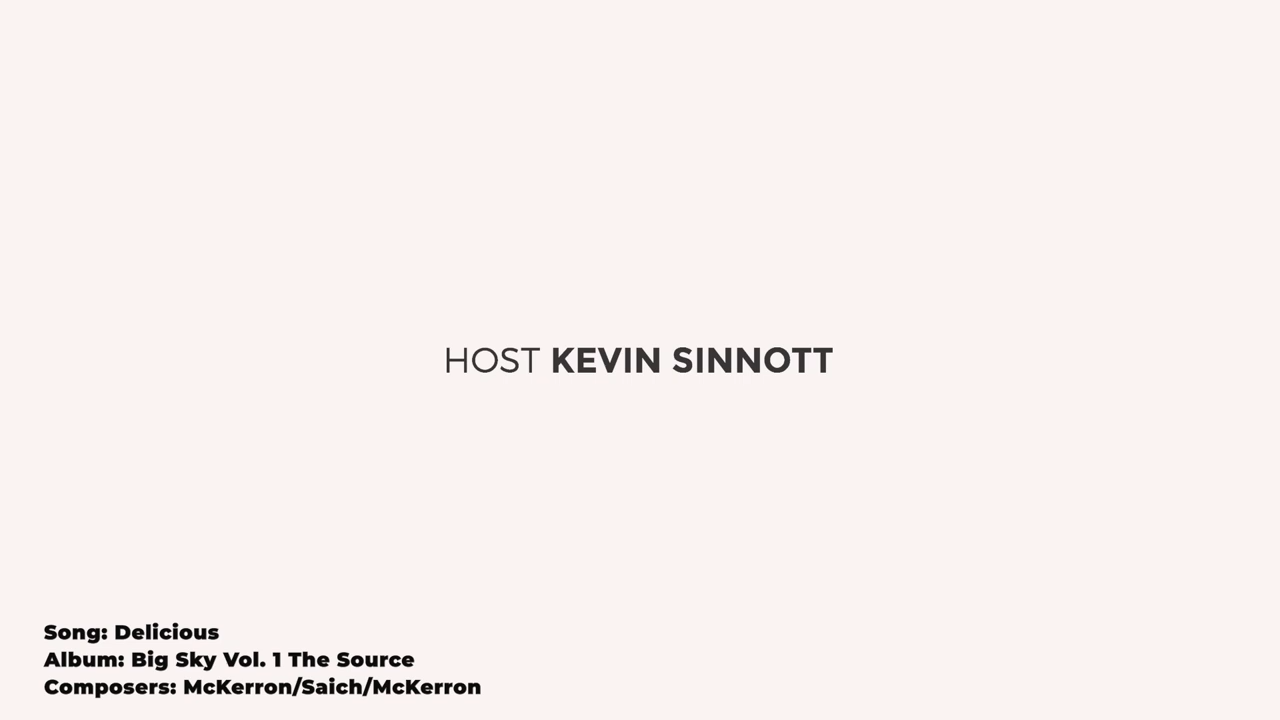 HOST KEVIN SINNOTT
Song: Delicious
Album: Big Sky Vol. 1 The Source
Composers: McKerron/Saich/McKerron